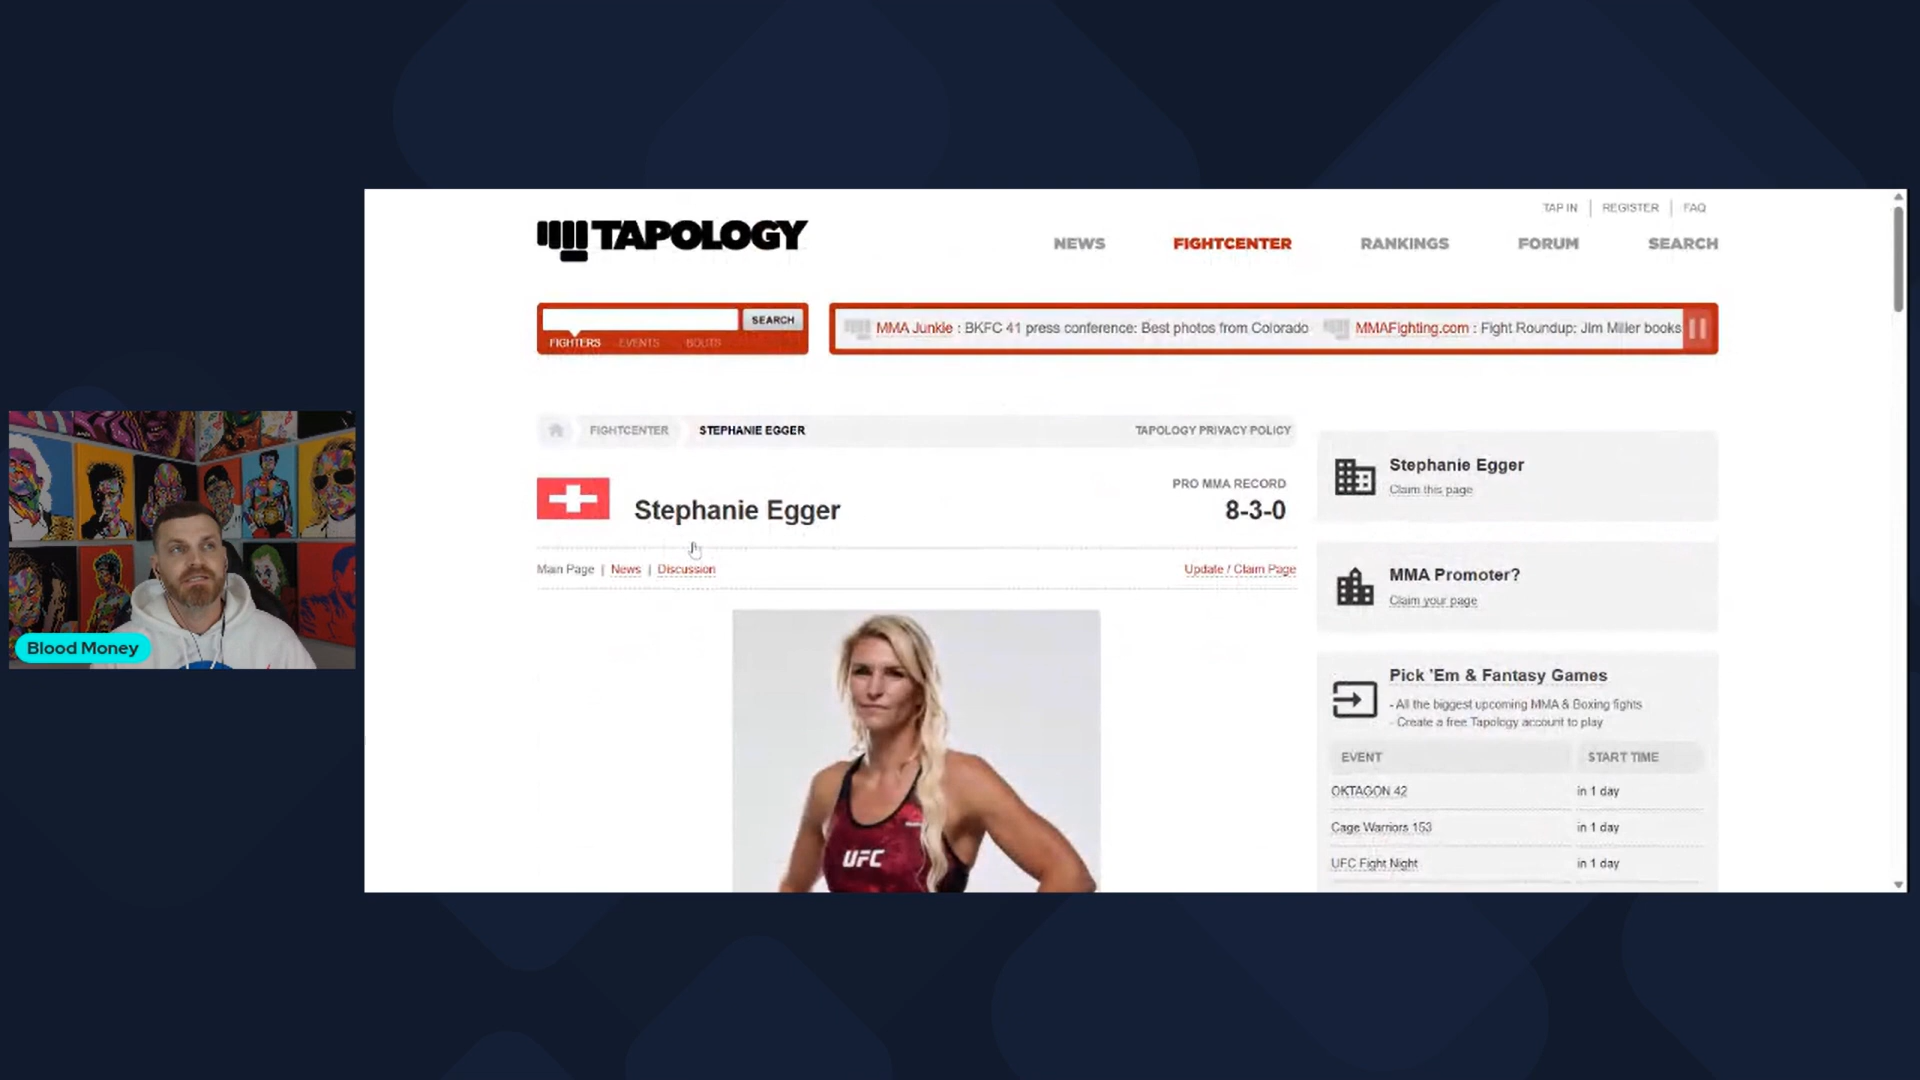 TAP IN | REGISTER | FAQ
TAPOLOGY
NEWS FIGHTCENTER RANKINGS FORUM SEARCH
SEARCH
FIGHTERS EVENTS BOUTS
MMA Junkie : BKFC 41 press conference: Best photos from Colorado MMAFighting.com : Fight Roundup: Jim Miller books
FIGHTCENTER STEPHANIE EGGER TAPOLOGY PRIVACY POLICY
Stephanie Egger
PRO MMA RECORD
8-3-0
Main Page | News | Discussion Update / Claim Page
UFC
Stephanie Egger
Claim this page
MMA Promoter?
Claim your page
Pick 'Em & Fantasy Games
- All the biggest upcoming MMA & Boxing fights
- Create a free Tapology account to play
EVENT START TIME
OKTAGON 42 in 1 day
Cage Warriors 153 in 1 day
UFC Fight Night in 1 day
Blood Money